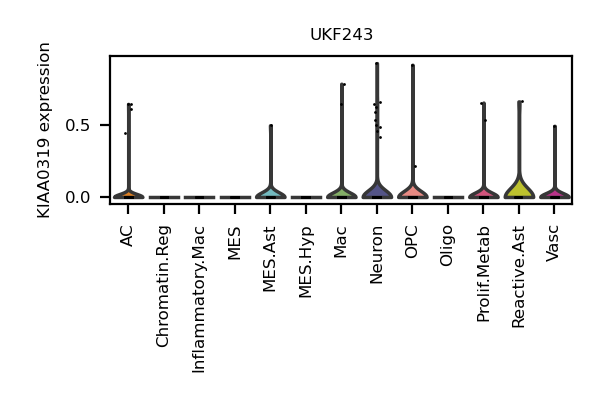 UKF243
KIAA0319 expression
0.5
0.0
AC
Chromatin.Reg
Inflammatory.Mac
MES
MES.Ast
MES.Hyp
Mac
Neuron
OPC
Oligo
Prolif.Metab
Reactive.Ast
Vasc